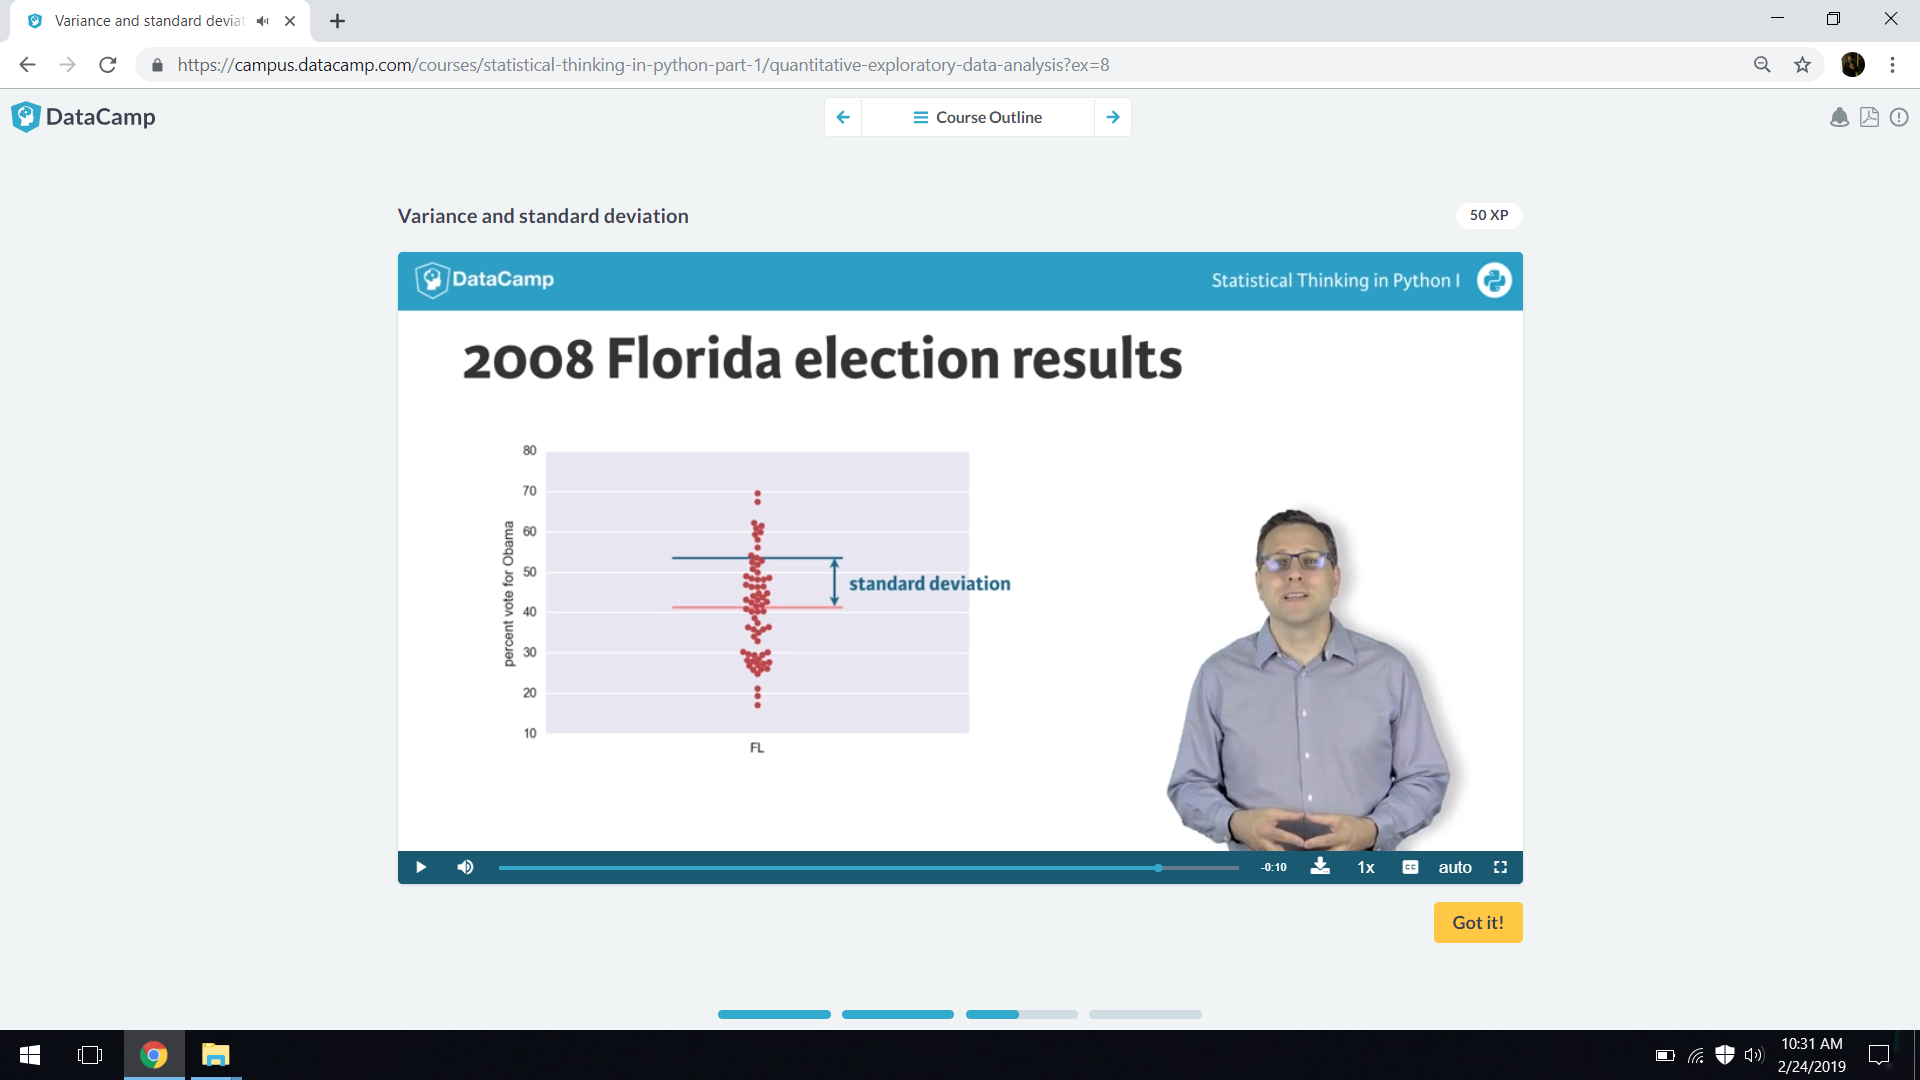 Variance and standard deviat
https://campus.datacamp.com/courses/statistical-thinking-in-python-part-1/quantitative-exploratory-data-analysis?ex=8
DataCamp
Course Outline
Variance and standard deviation
50 XP
DataCamp
Statistical Thinking in Python I
2008 Florida election results
80
70
60
50
40
30
20
10
percent vote for Obama
standard deviation
FL
-0:10
1x
CC
auto
Got it!
10:31 AM
2/24/2019